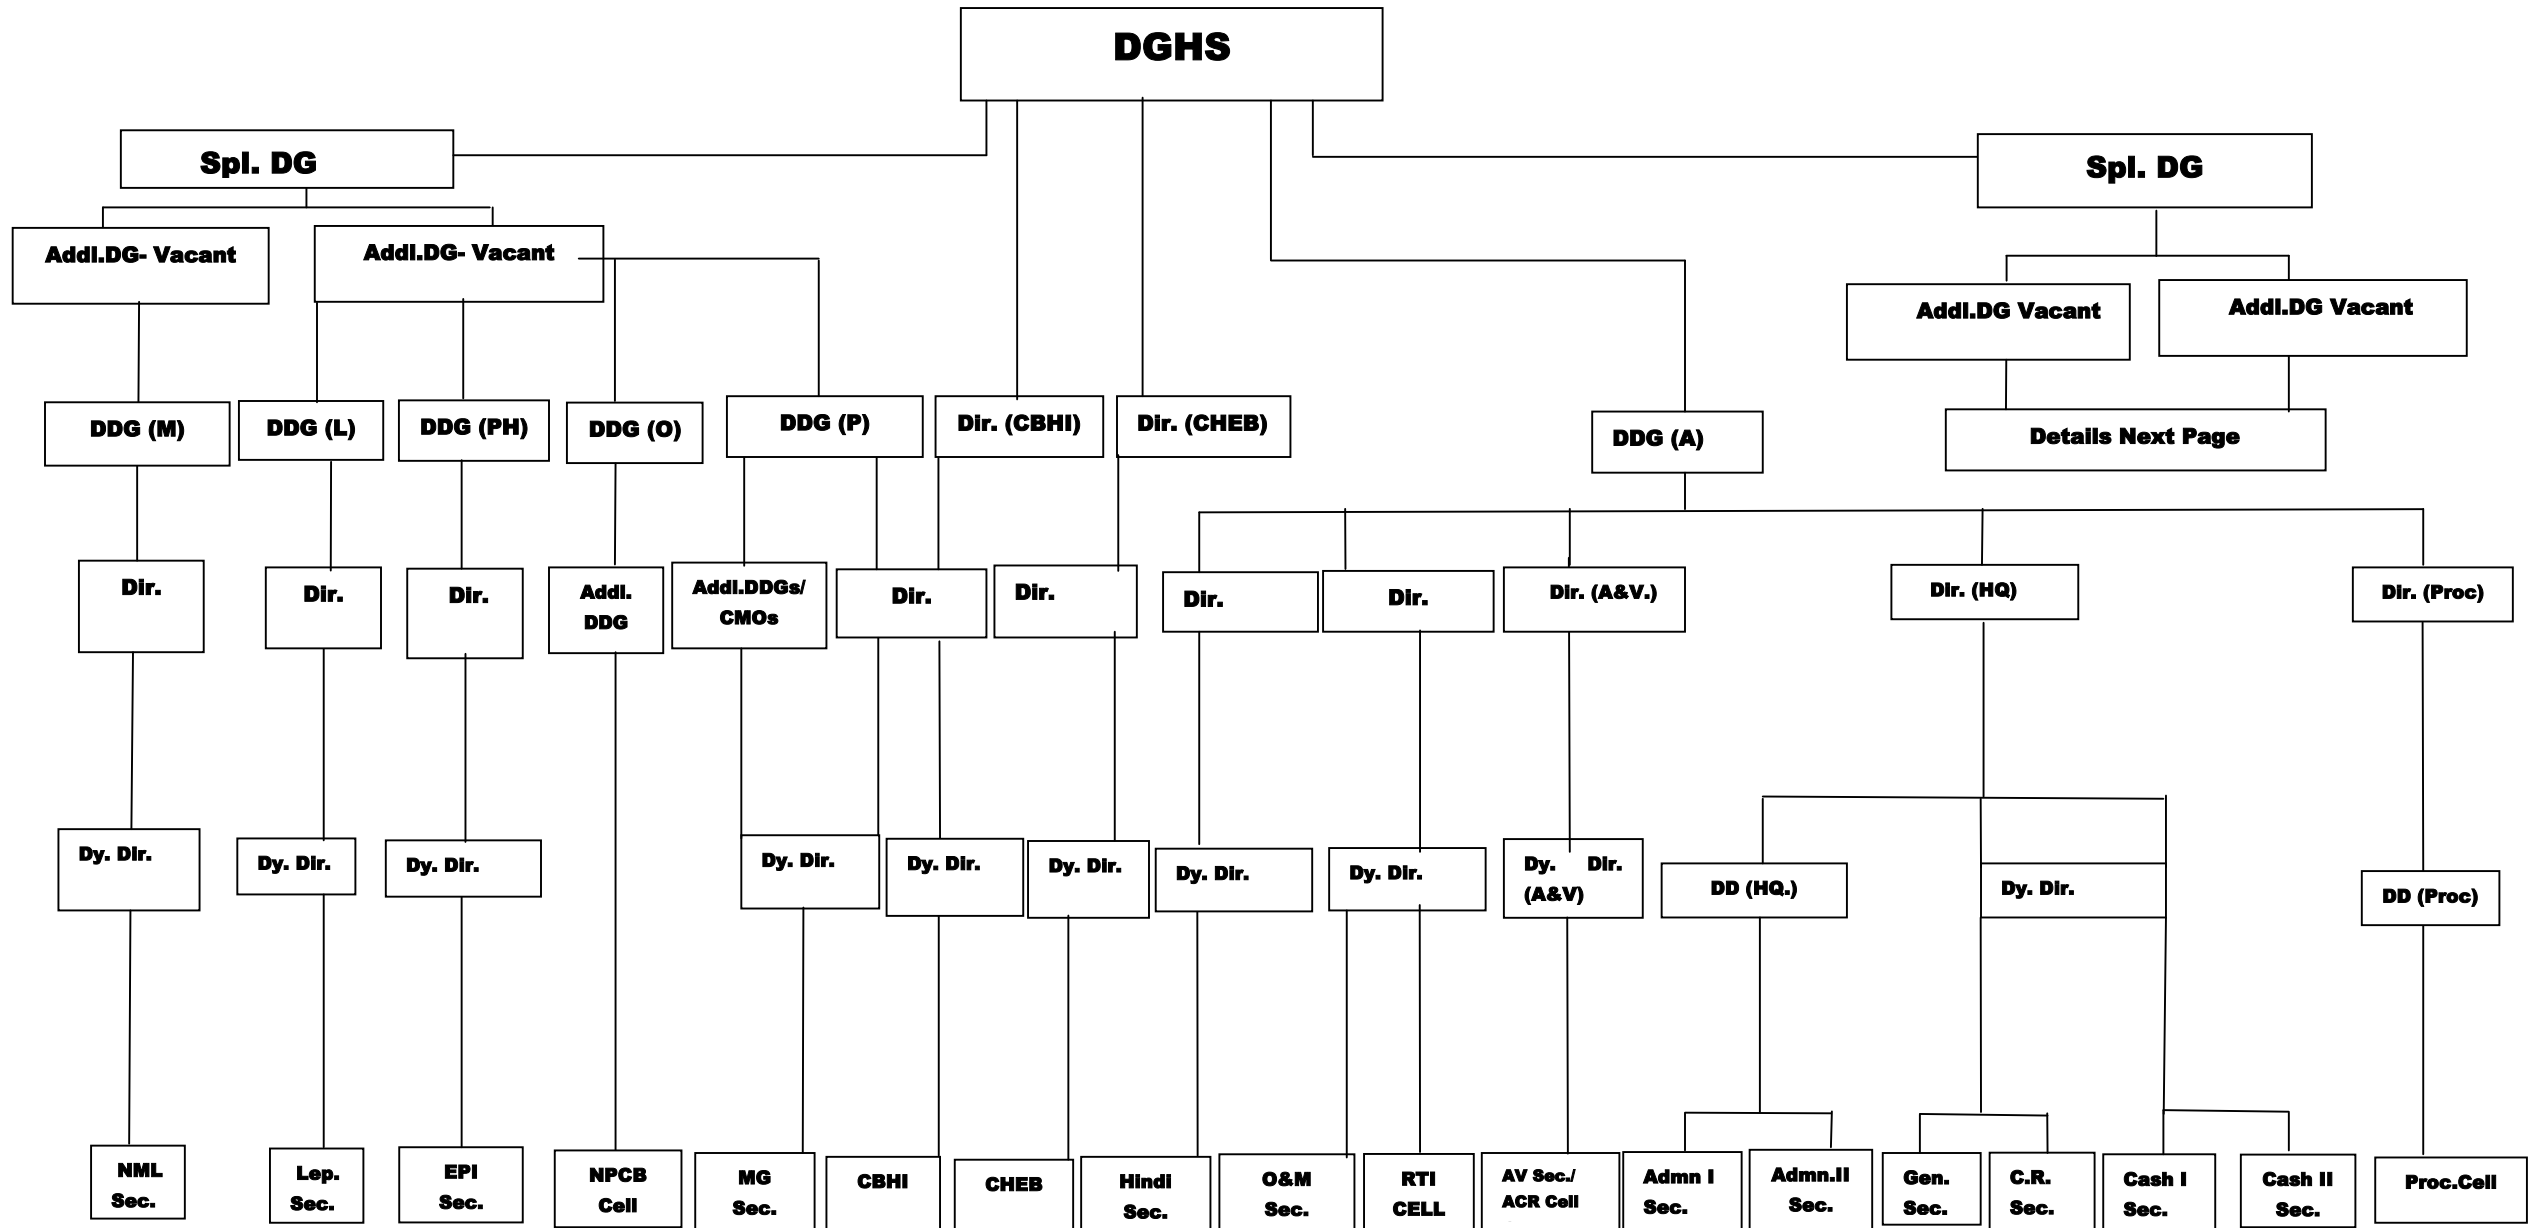 DGHS
Spl. DG
Spl. DG
Addl.DG- Vacant
Addl.DG- Vacant
Addl.DG Vacant
Addl.DG Vacant
DDG (M)
DDG (L)
DDG (PH)
DDG (O)
DDG (P)
Dir. (CBHI)
Dir. (CHEB)
DDG (A)
Details Next Page
Dir.
Dir.
Dir.
Addl.
DDG
Addl.DDGs/
CMOs
Dir.
Dir.
Dir.
Dir.
Dir. (A&V.)
Dir. (HQ)
Dir. (Proc)
Dy. Dir.
Dy. Dir.
Dy. Dir.
Dy. Dir.
Dy. Dir.
Dy. Dir.
Dy. Dir.
Dy. Dir.
Dy. Dir.
(A&V)
DD (HQ.)
Dy. Dir.
DD (Proc)
NML
Sec.
Lep.
Sec.
EPI
Sec.
NPCB
Cell
MG
Sec.
CBHI
CHEB
Hindi
Sec.
O&M
Sec.
RTI
CELL
AV Sec./
ACR Cell
Admn I
Sec.
Admn.II
Sec.
Gen.
Sec.
C.R.
Sec.
Cash I
Sec.
Cash II
Sec.
Proc.Cell